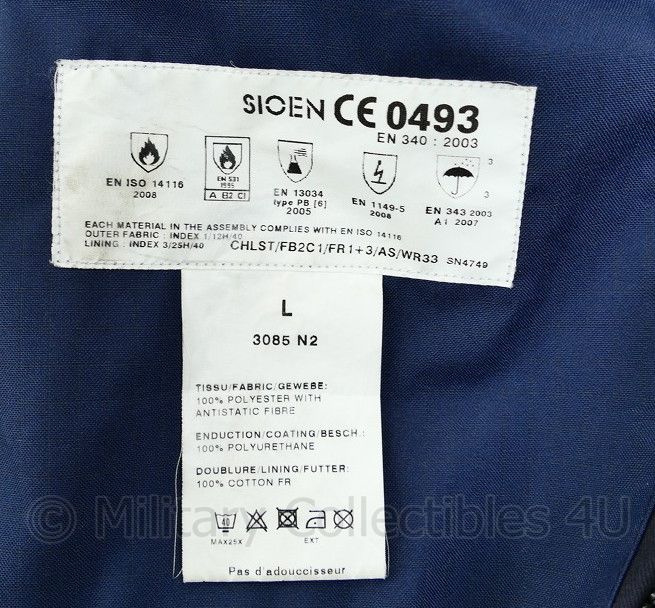 SIOEN CE 0493
EN 340 : 2003
EN ISO 14116
2008
EN 531
1995
A B2 C1
EN 13034
type PB [6]
2005
EN 1149-5
2008
3
3
EN 343 2003
A1 2007
EACH MATERIAL IN THE ASSEMBLY COMPLIES WITH EN ISO 14116
OUTER FABRIC : INDEX 1/12H/40
LINING : INDEX 3/25H/40
CHLST/FB2C1/FR1+3/AS/WR33 SN4749
L
3085 N2
TISSU/FABRIC/GEWEBE:
100% POLYESTER WITH
ANTISTATIC FIBRE
ENDUCTION/COATING/BESCH.:
100% POLYURETHANE
DOUBLURE/LINING/FUTTER:
100% COTTON FR
© Military Collectibles 4U
40
MAX25X EXT
Pas d'adoucisseur